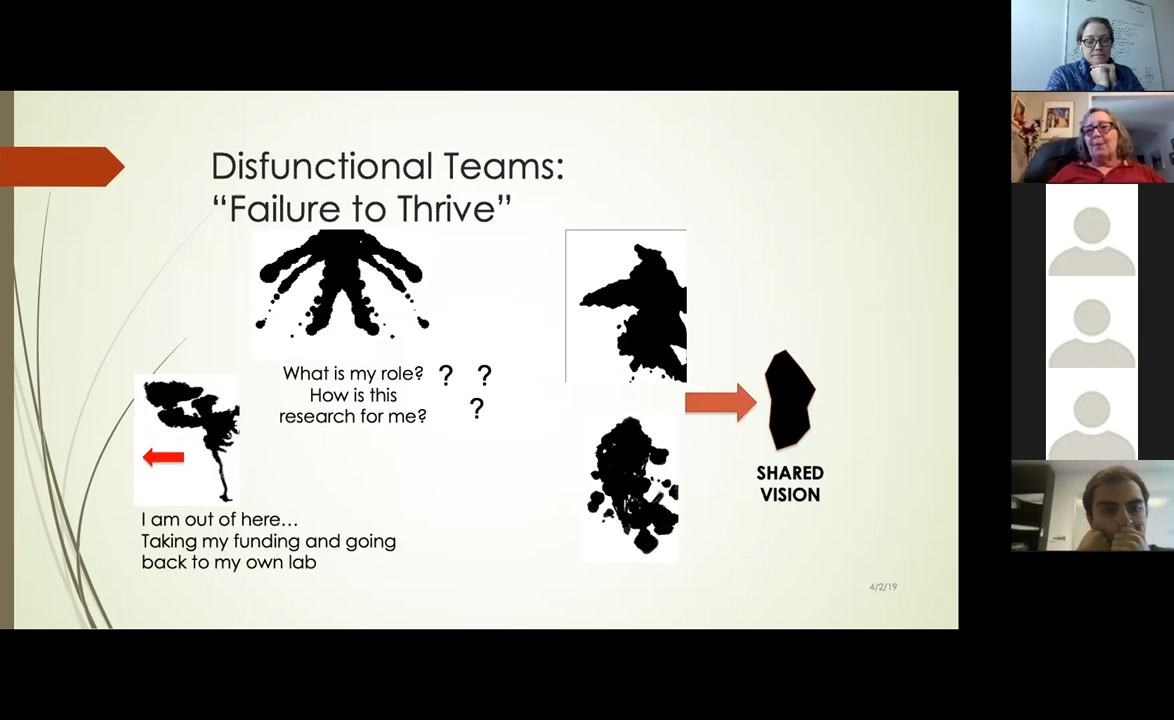 Disfunctional Teams:
“Failure to Thrive”
What is my role? ? ?
How is this ?
research for me?
I am out of here…
Taking my funding and going
back to my own lab
SHARED
VISION
4/2/19